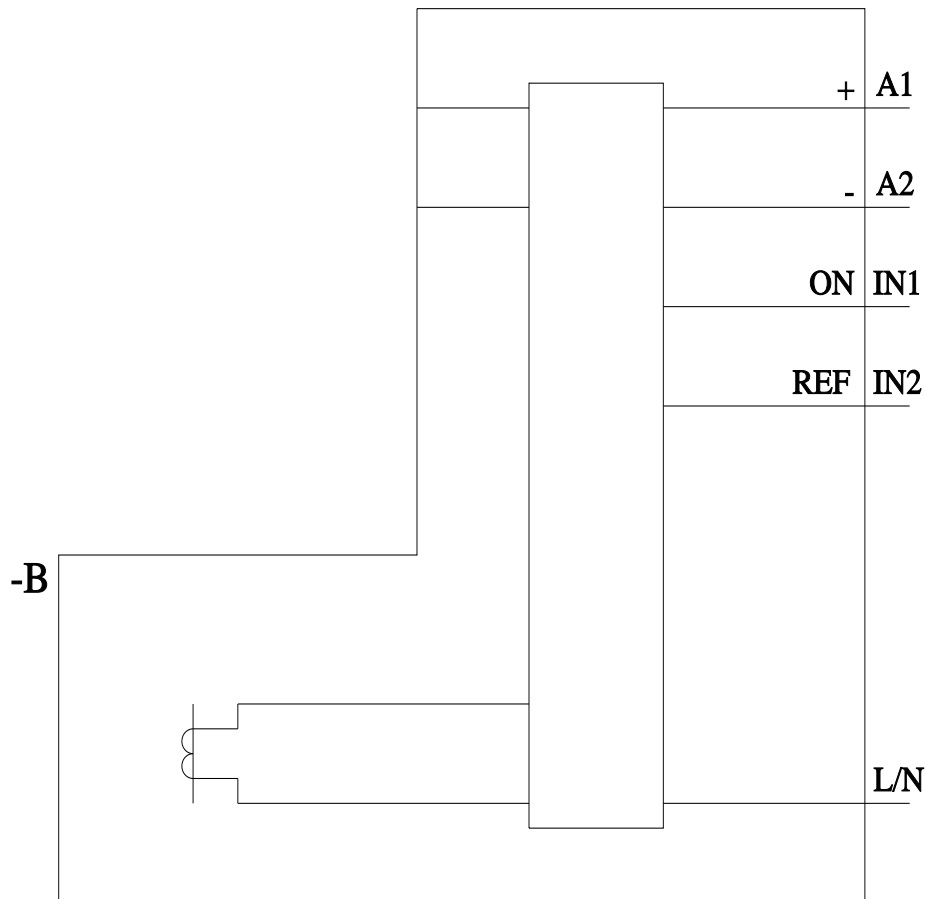 + A1
- A2
ON IN1
REF IN2
-B
L/N